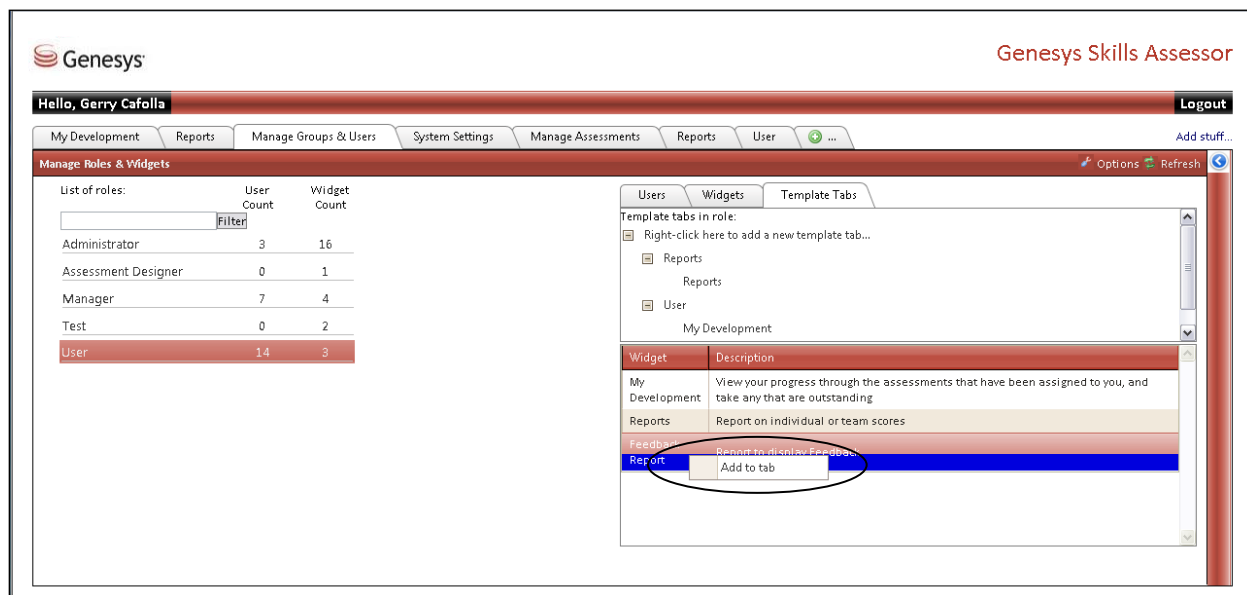 Genesys
Genesys Skills Assessor
Hello, Gerry Cafolla
Logout
My Development Reports Manage Groups & Users System Settings Manage Assessments Reports User ...
Add stuff...
Manage Roles & Widgets
Options Refresh
List of roles: User Count Widget Count
Filter
Administrator 3 16
Assessment Designer 0 1
Manager 7 4
Test 0 2
User 14 3
Users Widgets Template Tabs
Template tabs in role:
Right-click here to add a new template tab...
Reports
Reports
User
My Development
Widget Description
My Development View your progress through the assessments that have been assigned to you, and
take any that are outstanding
Reports Report on individual or team scores
Feedback Report Report to display Feedback
Add to tab